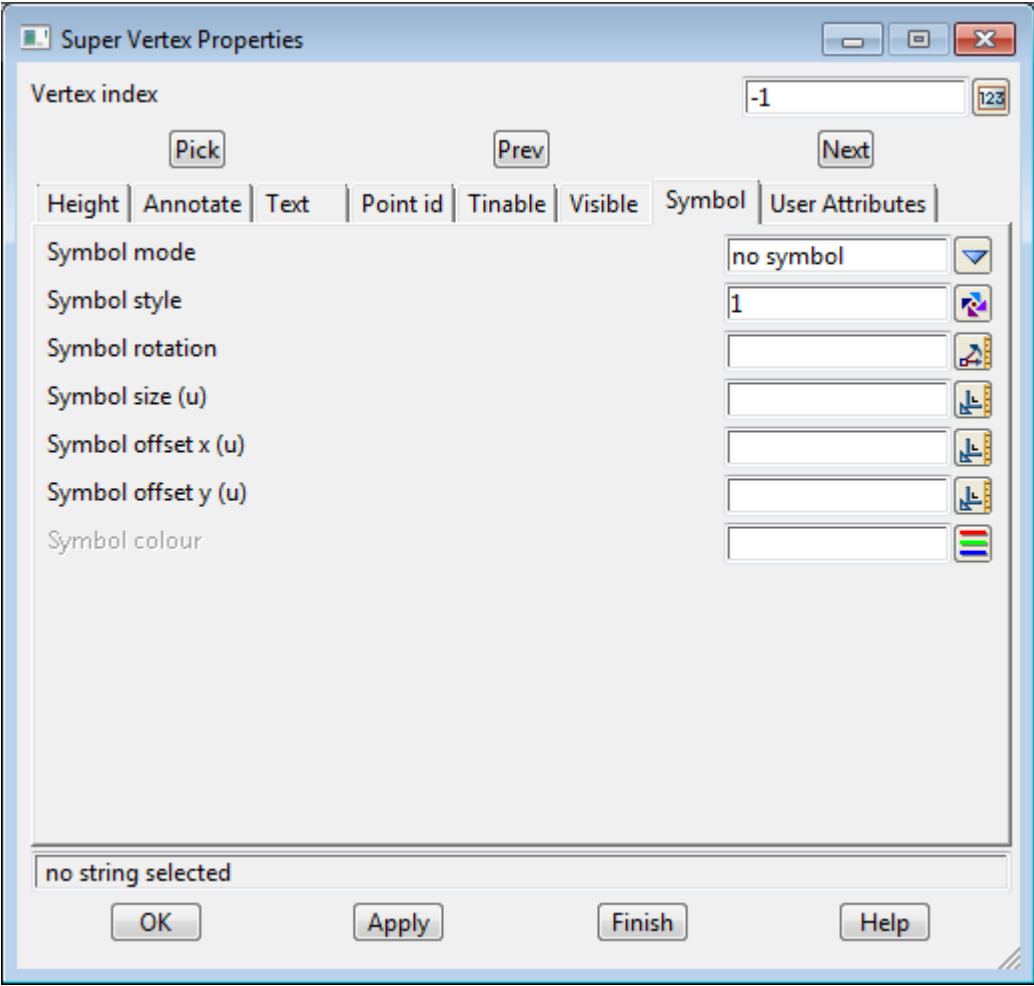 Super Vertex Properties
Vertex index -1 123
Pick Prev Next
Height Annotate Text Point id Tinable Visible Symbol User Attributes
Symbol mode no symbol
Symbol style 1
Symbol rotation
Symbol size (u)
Symbol offset x (u)
Symbol offset y (u)
Symbol colour
no string selected
OK Apply Finish Help